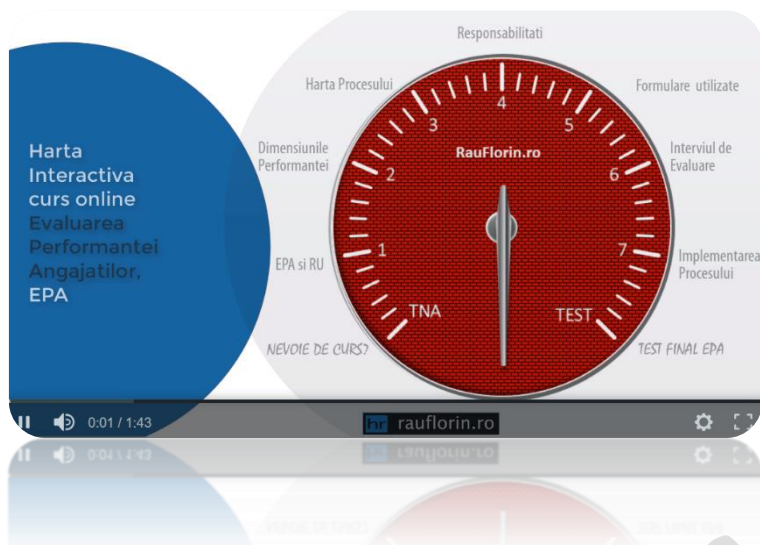 Harta
Interactiva
curs online
Evaluarea
Performantei
Angajatilor,
EPA
Responsabilitati
Harta Procesului
Formulare utilizate
Dimensiunile
Performantei
Interviul de
Evaluare
EPA si RU
Implementarea
Procesului
NEVOIE DE CURS?
TEST FINAL EPA
RauFlorin.ro
TNA
1
2
3
4
5
6
7
TEST
0:01 / 1:43
hr rauflorin.ro